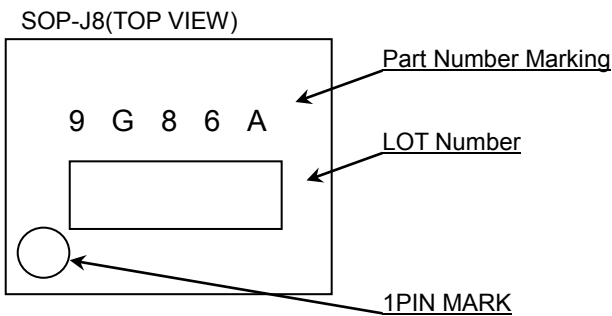 SOP-J8(TOP VIEW)
Part Number Marking
9 G 8 6 A
LOT Number
1PIN MARK